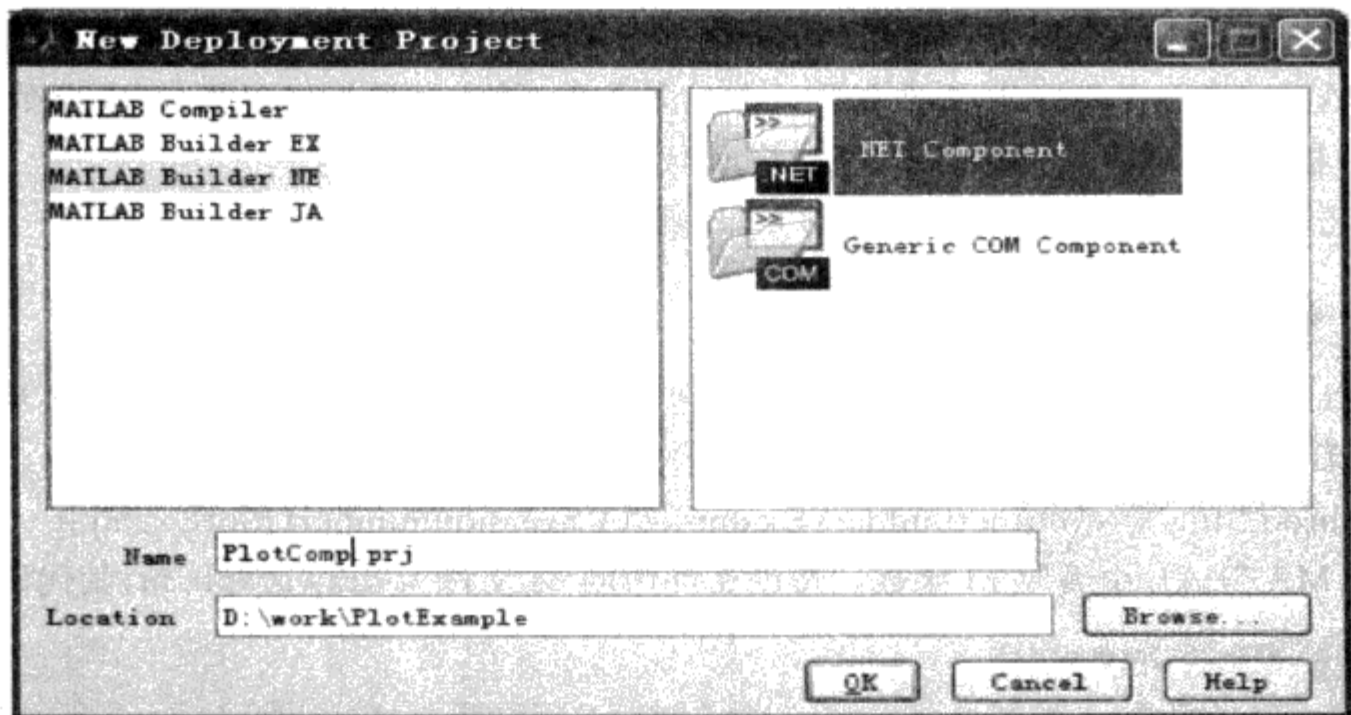 New Deployment Project
MATLAB Compiler
MATLAB Builder EX
MATLAB Builder NE
MATLAB Builder JA
>>
.NET
.NET Component
>>
COM
Generic COM Component
Name
PlotComp.prj
Location
D:\work\PlotExample
Browse...
OK
Cancel
Help